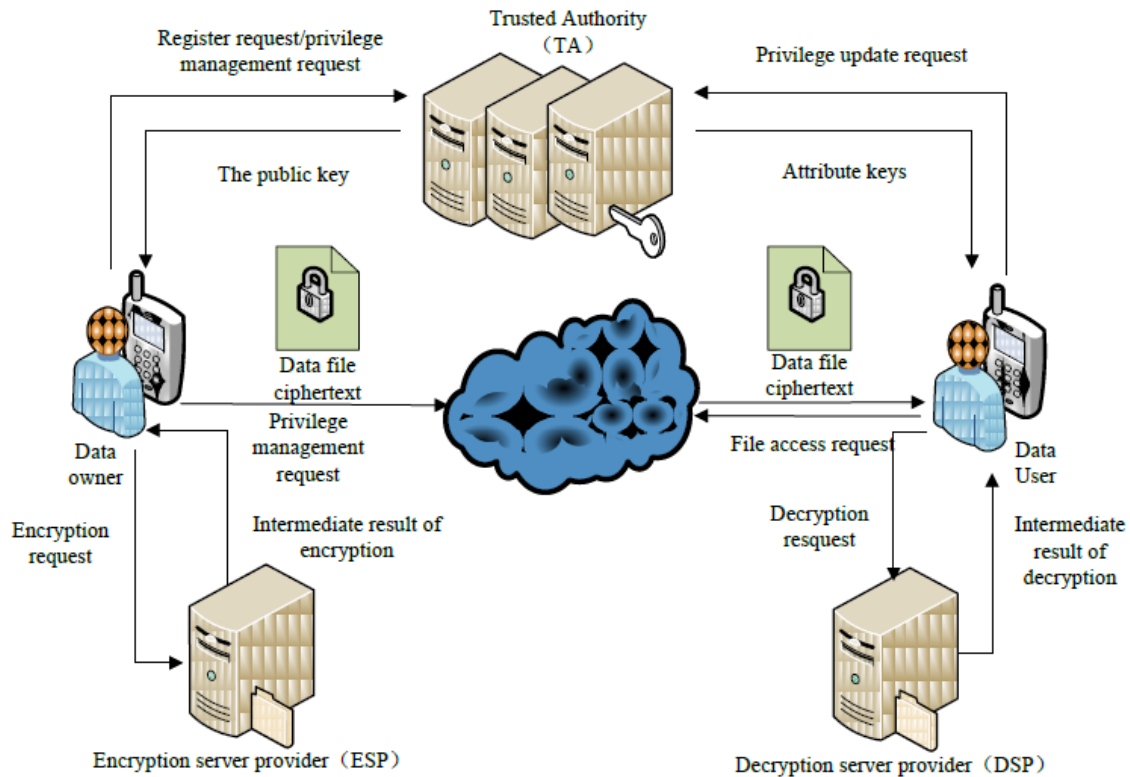 Trusted Authority
（TA）
Register request/privilege
management request
Privilege update request
The public key
Attribute keys
Data file
ciphertext
Privilege
management
request
Data file
ciphertext
File access request
Data
owner
Data
User
Encryption
request
Intermediate result of
encryption
Decryption
resquest
Intermediate
result of
decryption
Encryption server provider（ESP）
Decryption server provider（DSP）